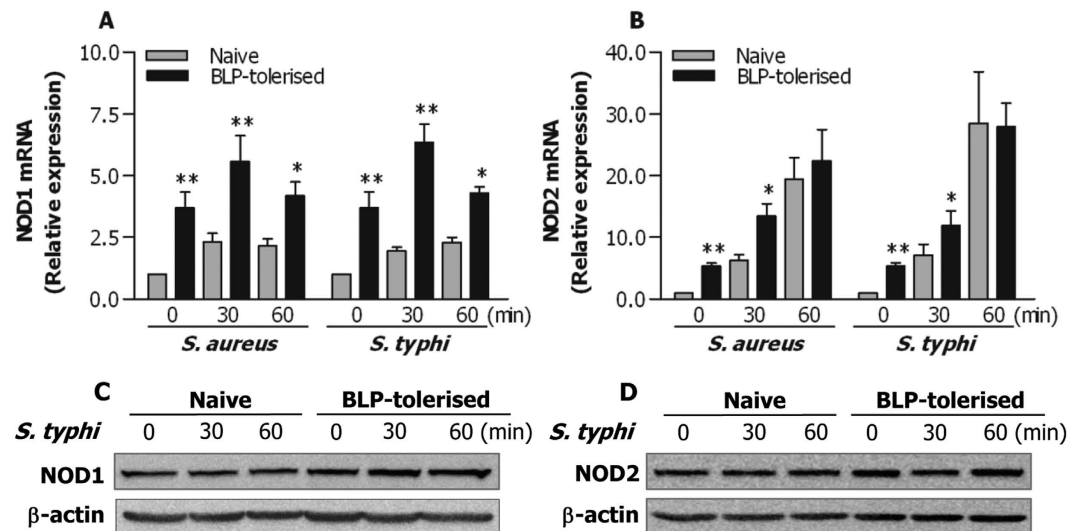 A
NOD1 mRNA
(Relative expression)
10.0
7.5
5.0
2.5
0.0
Naive
BLP-tolerised
**
**
*
**
**
*
0 30 60 0 30 60 (min)
S. aureus S. typhi
B
NOD2 mRNA
(Relative expression)
40.0
30.0
20.0
10.0
0.0
Naive
BLP-tolerised
**
*
**
*
0 30 60 0 30 60 (min)
S. aureus S. typhi
C Naive BLP-tolerised
S. typhi 0 30 60 0 30 60 (min)
NOD1
β-actin
D Naive BLP-tolerised
S. typhi 0 30 60 0 30 60 (min)
NOD2
β-actin